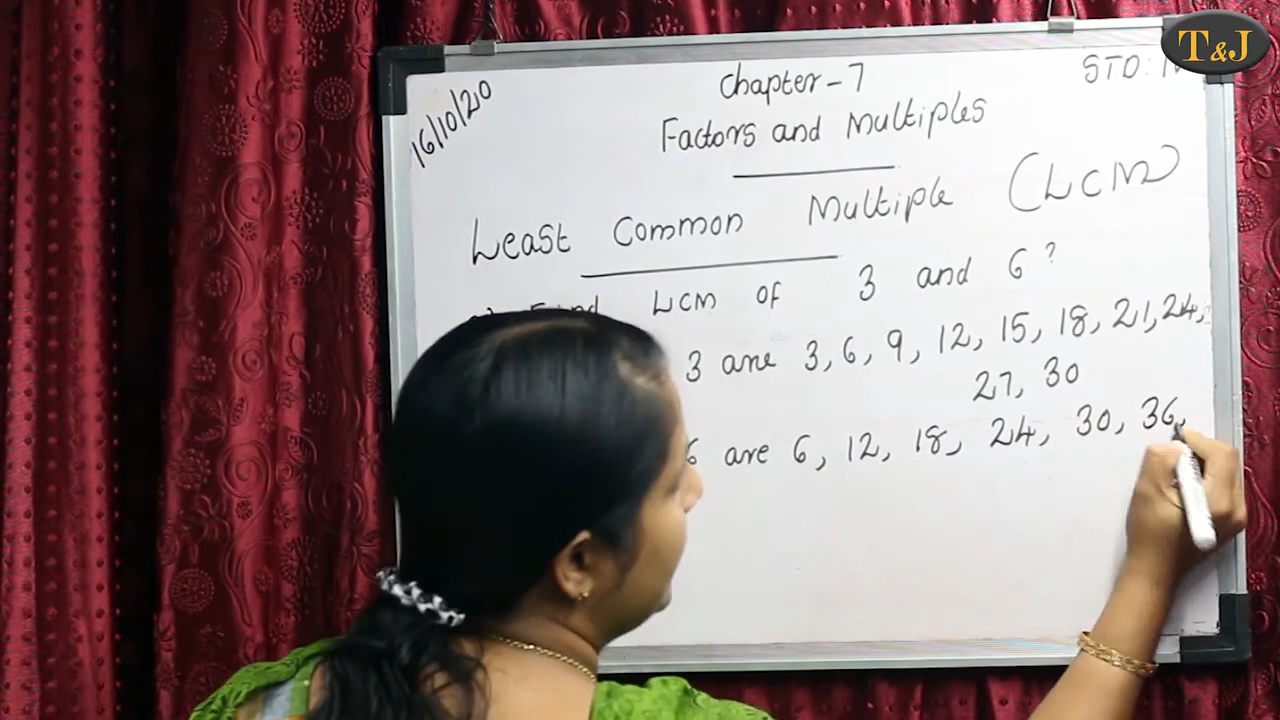 T&J
16/10/20
Chapter-7
STD:
Factors and Multiples
Least Common Multiple (LCM)
LCM of 3 and 6?
3 are 3, 6, 9, 12, 15, 18, 21, 24,
27, 30
6 are 6, 12, 18, 24, 30, 36,